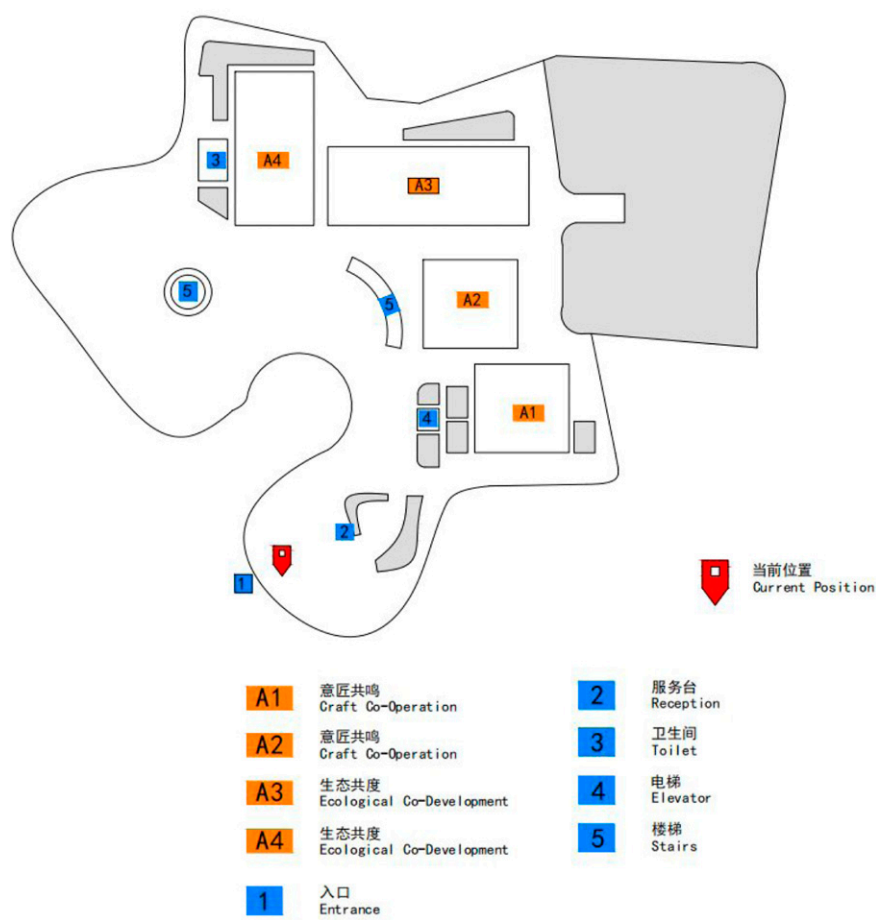 3
A4
A3
5
5
A2
A1
4
2
1
当前位置
Current Position
A1
意匠共鸣
Craft Co-Operation
A2
意匠共鸣
Craft Co-Operation
A3
生态共度
Ecological Co-Development
A4
生态共度
Ecological Co-Development
1
入口
Entrance
2
服务台
Reception
3
卫生间
Toilet
4
电梯
Elevator
5
楼梯
Stairs